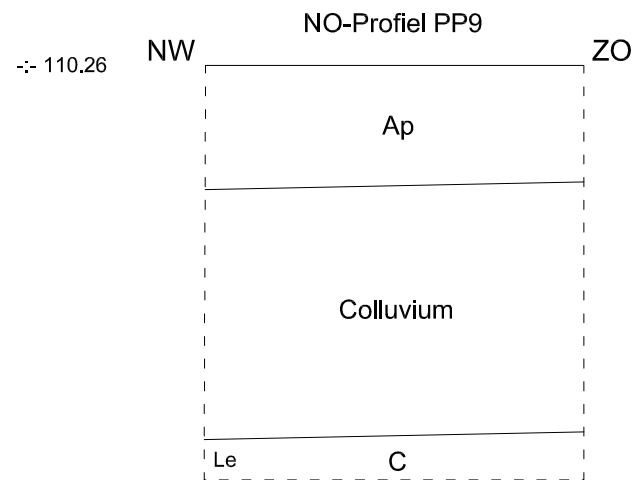 NO-Profiel PP9
NW ZO
-:- 110.26
Ap
Colluvium
Le C